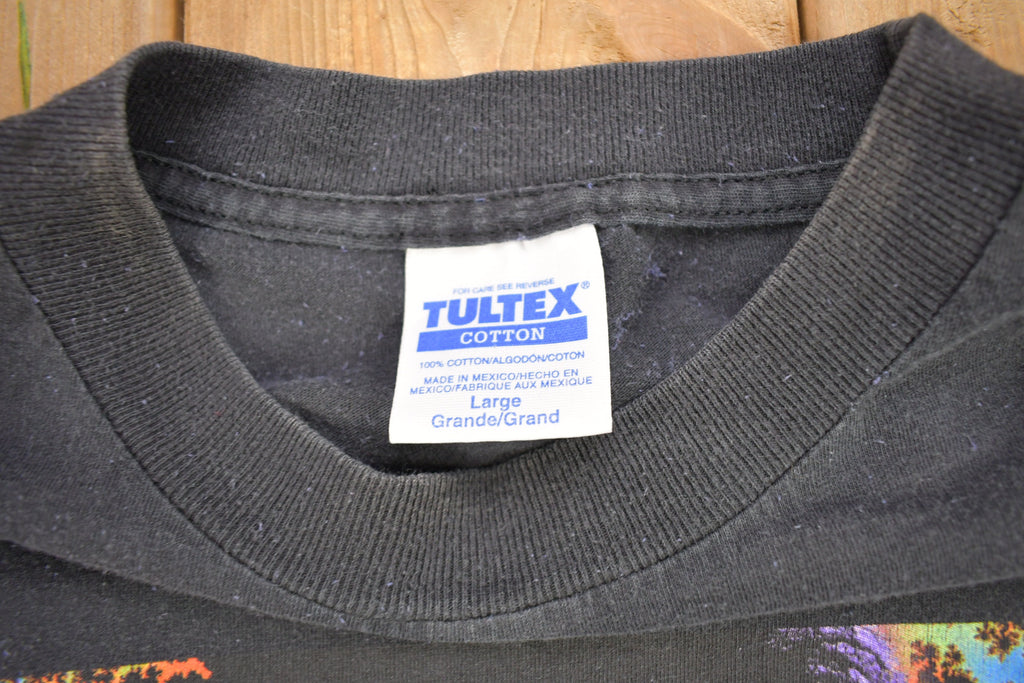 FOR CARE SEE REVERSE
TULTEX®
COTTON
100% COTTON/ALGODÓN/COTON
MADE IN MEXICO/HECHO EN
MEXICO/FABRIQUE AUX MEXIQUE
Large
Grande/Grand